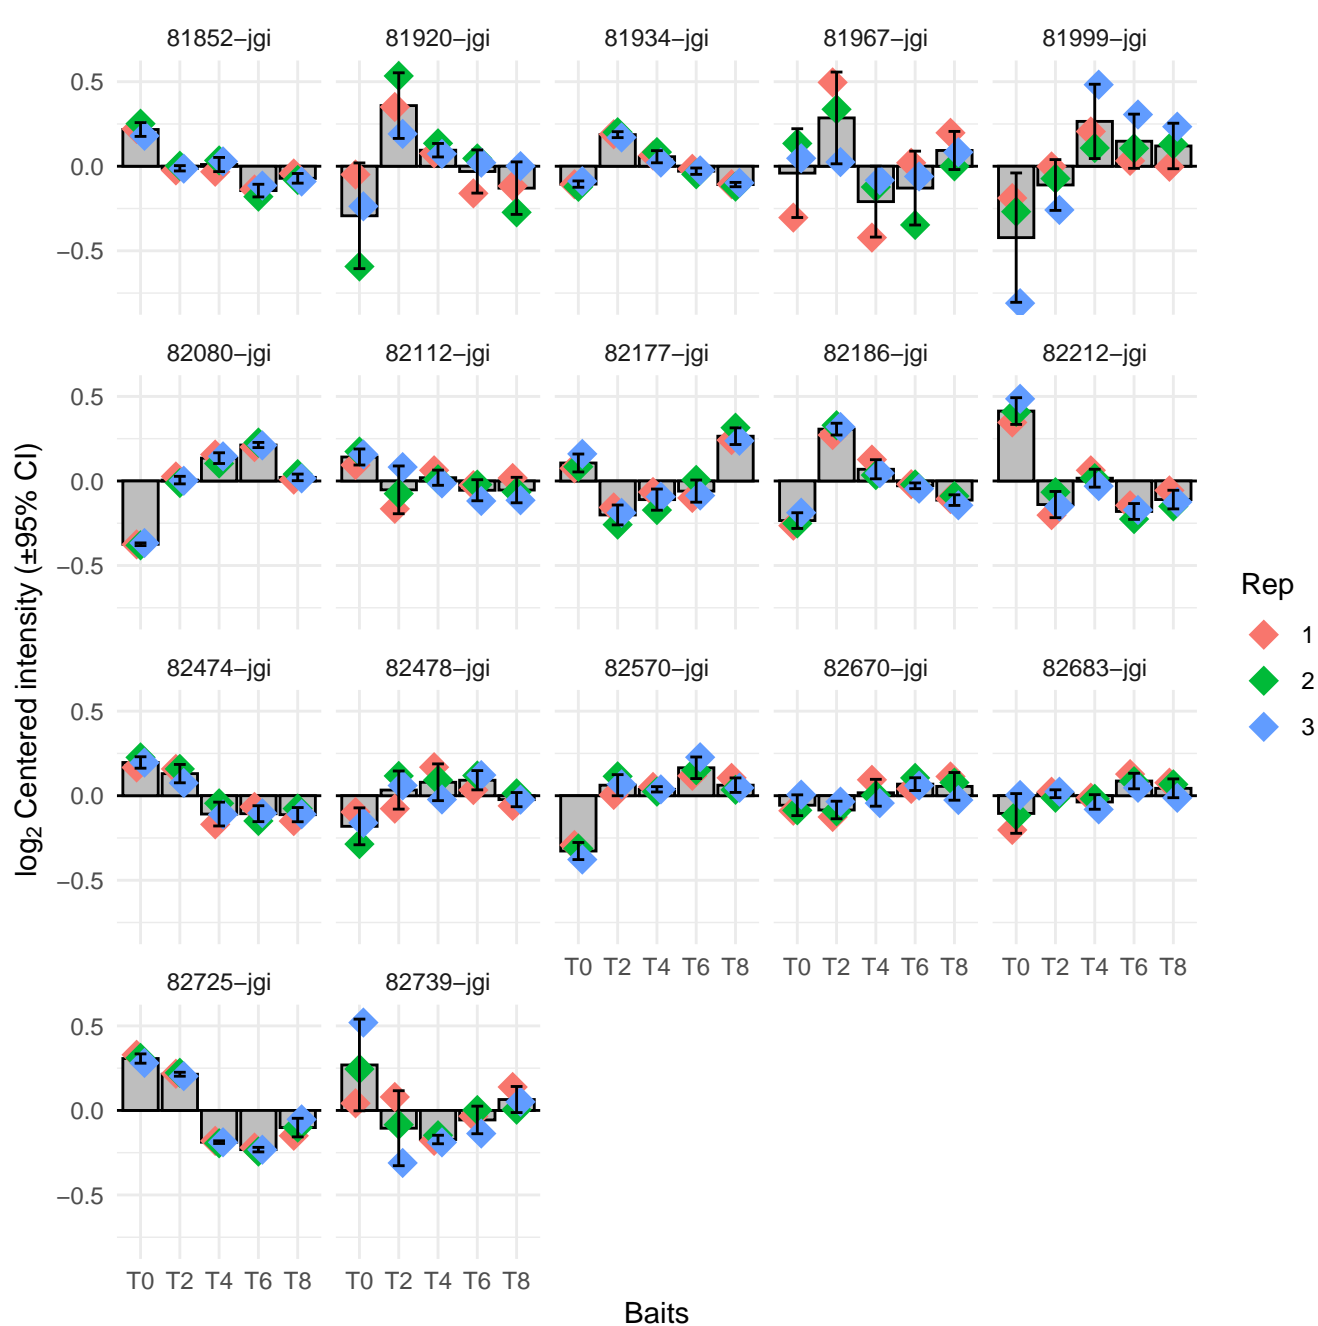 81852−jgi 81920−jgi 81934−jgi 81967−jgi 81999−jgi
0.5
0.0
−0.5
82080−jgi 82112−jgi 82177−jgi 82186−jgi 82212−jgi
0.5
0.0
−0.5
82474−jgi 82478−jgi 82570−jgi 82670−jgi 82683−jgi
0.5
0.0
−0.5
T0 T2 T4 T6 T8 T0 T2 T4 T6 T8 T0 T2 T4 T6 T8
82725−jgi 82739−jgi
0.5
0.0
−0.5
T0 T2 T4 T6 T8 T0 T2 T4 T6 T8
Baits
log2 Centered intensity (±95% CI)
Rep
1
2
3